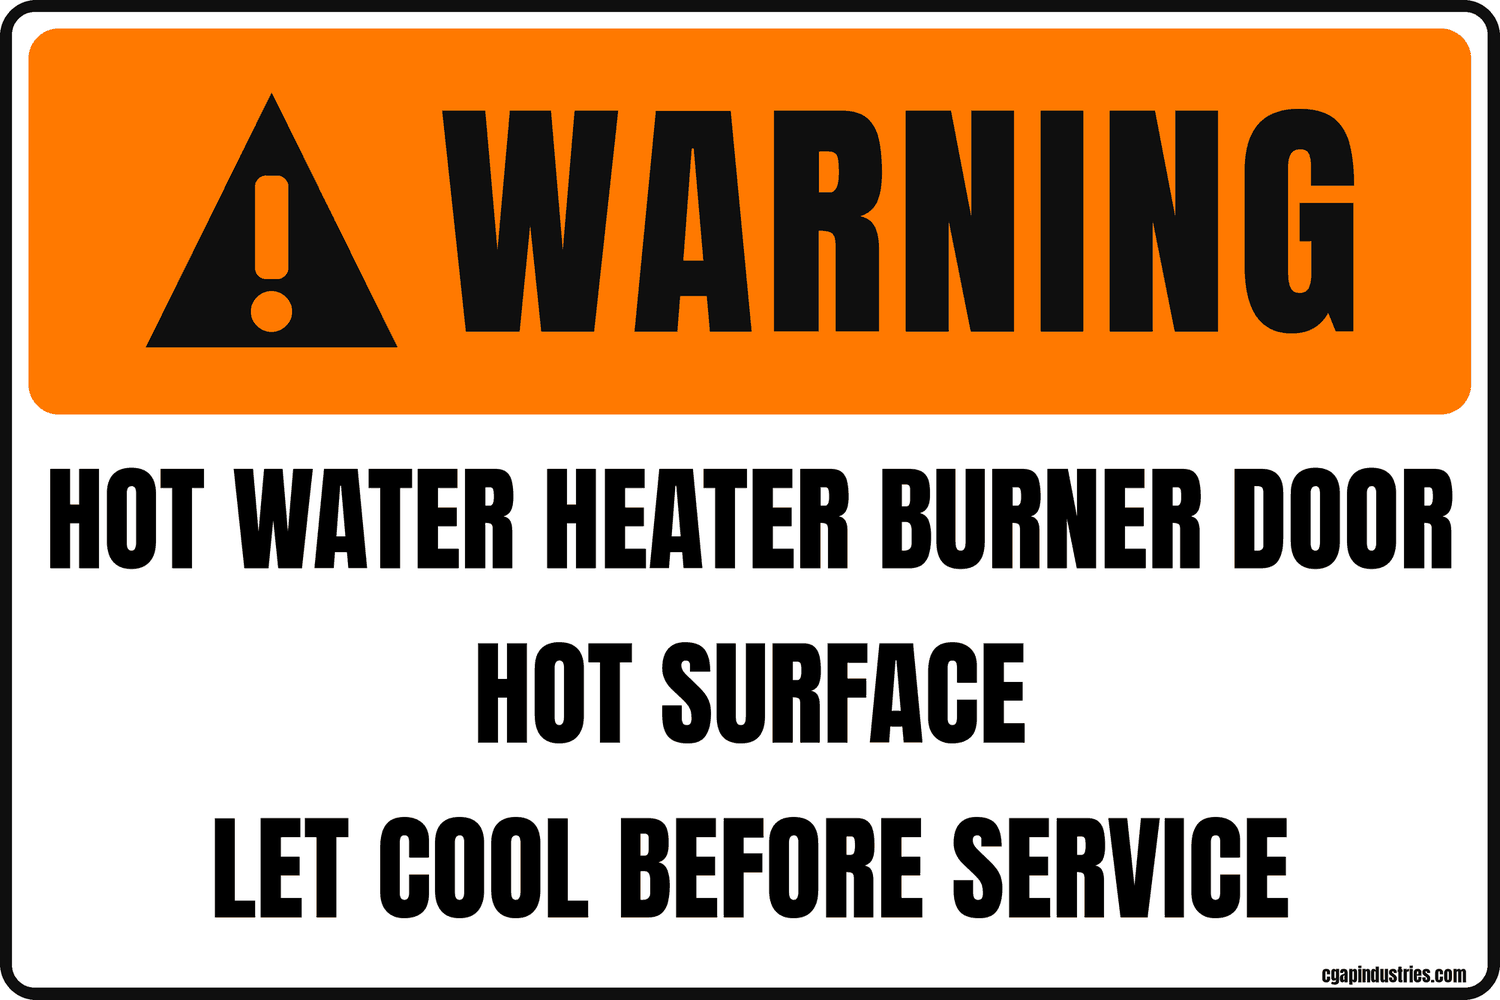 WARNING
HOT WATER HEATER BURNER DOOR
HOT SURFACE
LET COOL BEFORE SERVICE
cgapindustries.com